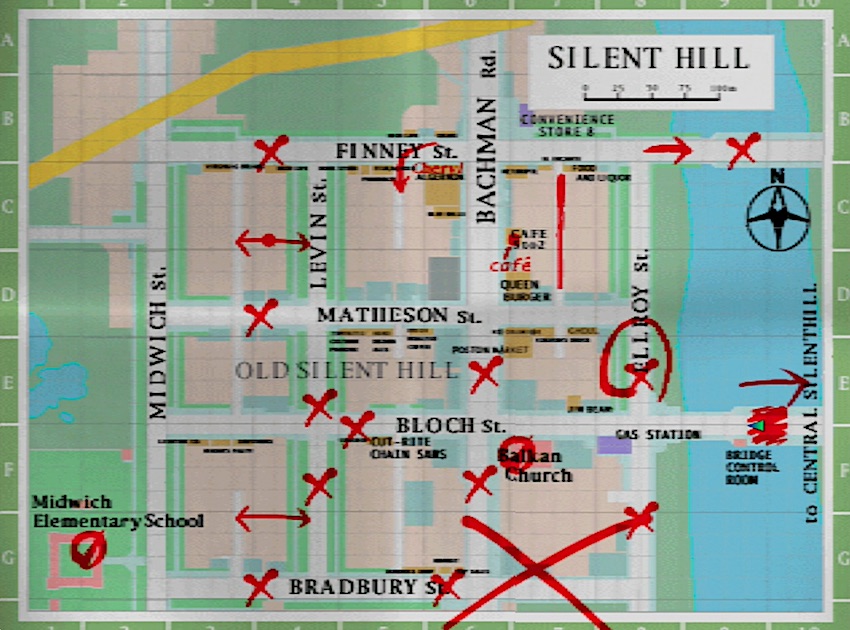 1 2 3 4 5 6 7 8 9 10
A
SILENT HILL
0 25 50 75 100m
BACHMAN Rd.
B
CONVENIENCE
STORE 8
FINNEY St.
Cheryl
FOOD
AND LIQUOR
N
C
LEVIN St.
CAFE
5to2
café
QUEEN
BURGER
D
MIDWICH St.
MATHESON St.
ELLROY St.
GHOUL
POSTON MARKET
E
OLD SILENT HILL
to CENTRAL SYLENTHILL
JIM BEAM
BLOCH St.
GAS STATION
CUT-RITE
CHAIN SAWS
BRIDGE
CONTROL
ROOM
F
Balkan
Church
Midwich
Elementary School
G
BRADBURY St.